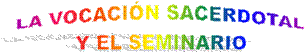 LA VOCACIÓN SACERDOTAL
Y EL SEMINARIO